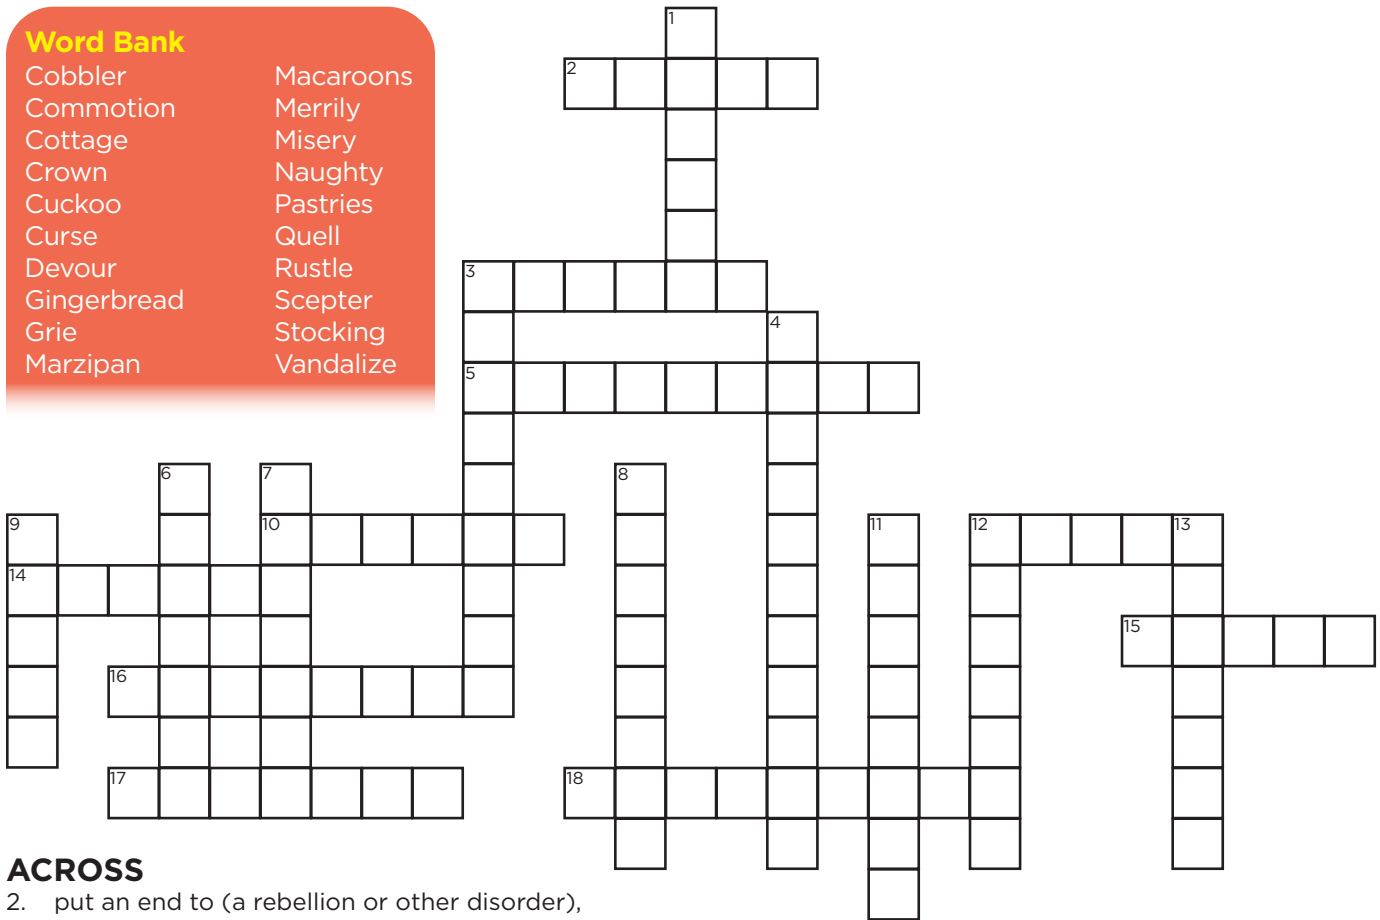 Word Bank
Cobbler
Commotion
Cottage
Crown
Cuckoo
Curse
Devour
Gingerbread
Grie
Marzipan
Macaroons
Merrily
Misery
Naughty
Pastries
Quell
Rustle
Scepter
Stocking
Vandalize
1
2
3
4
5
6
7
8
9
10
11
12
13
14
15
16
17
18
ACROSS
2. put an end to (a rebellion or other disorder),